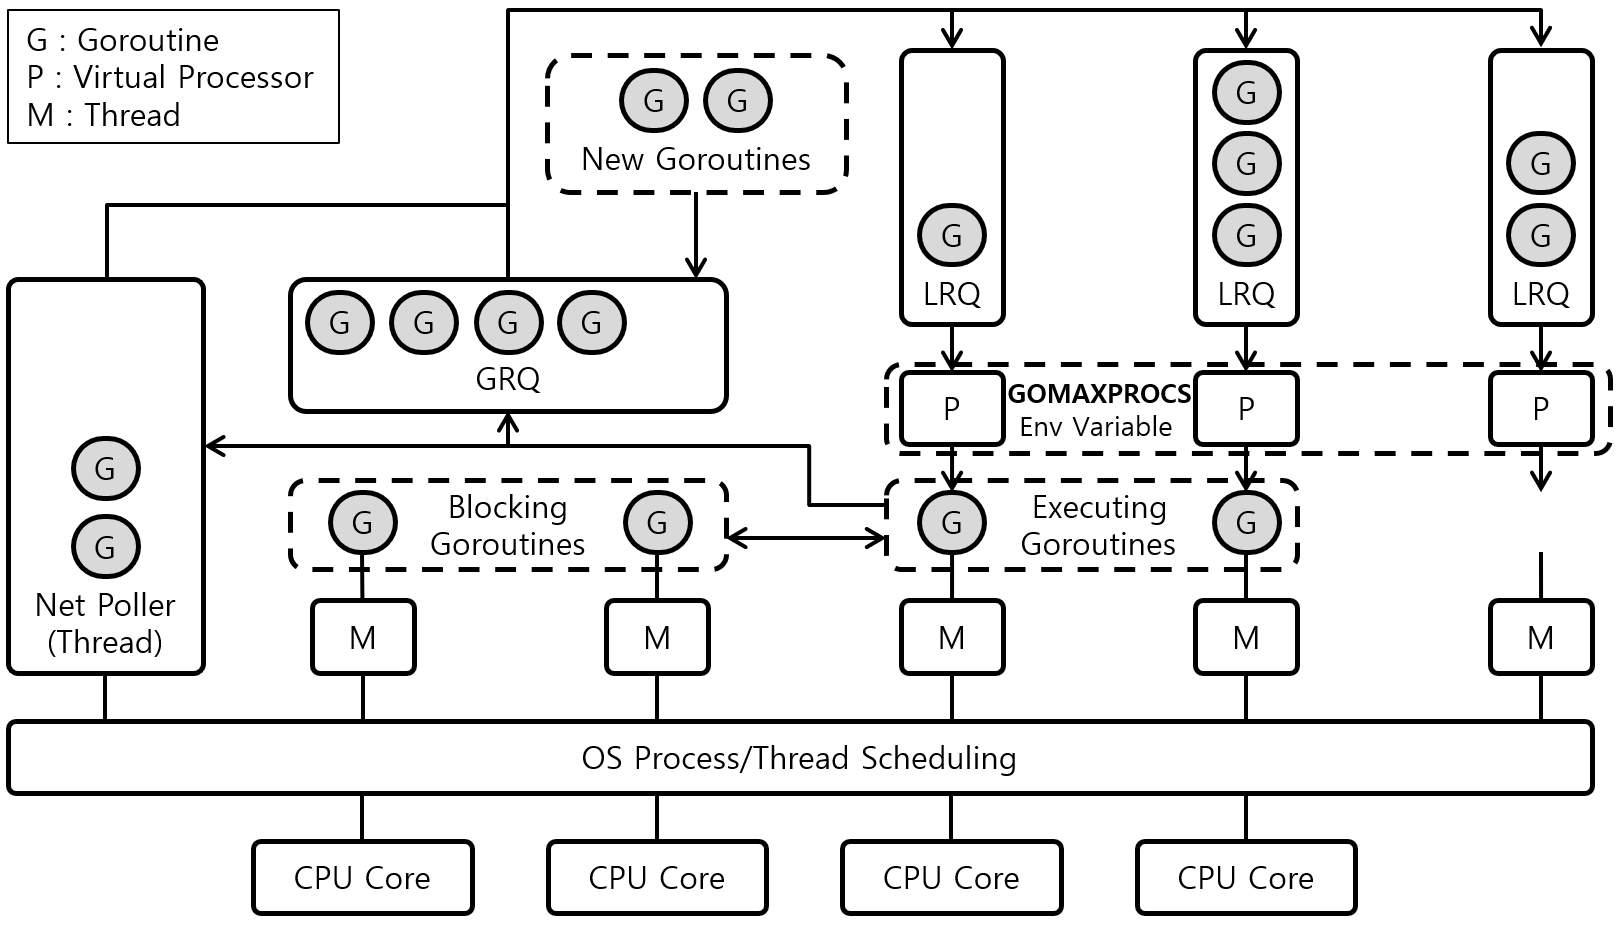 G : Goroutine
P : Virtual Processor
M : Thread
G G
New Goroutines
G
LRQ
G
G
G
LRQ
G
G
LRQ
G G G G
GRQ
P
GOMAXPROCS
Env Variable
P
P
G
G
Net Poller
(Thread)
G
Blocking
Goroutines
G
G
Executing
Goroutines
G
M
M
M
M
M
OS Process/Thread Scheduling
CPU Core
CPU Core
CPU Core
CPU Core